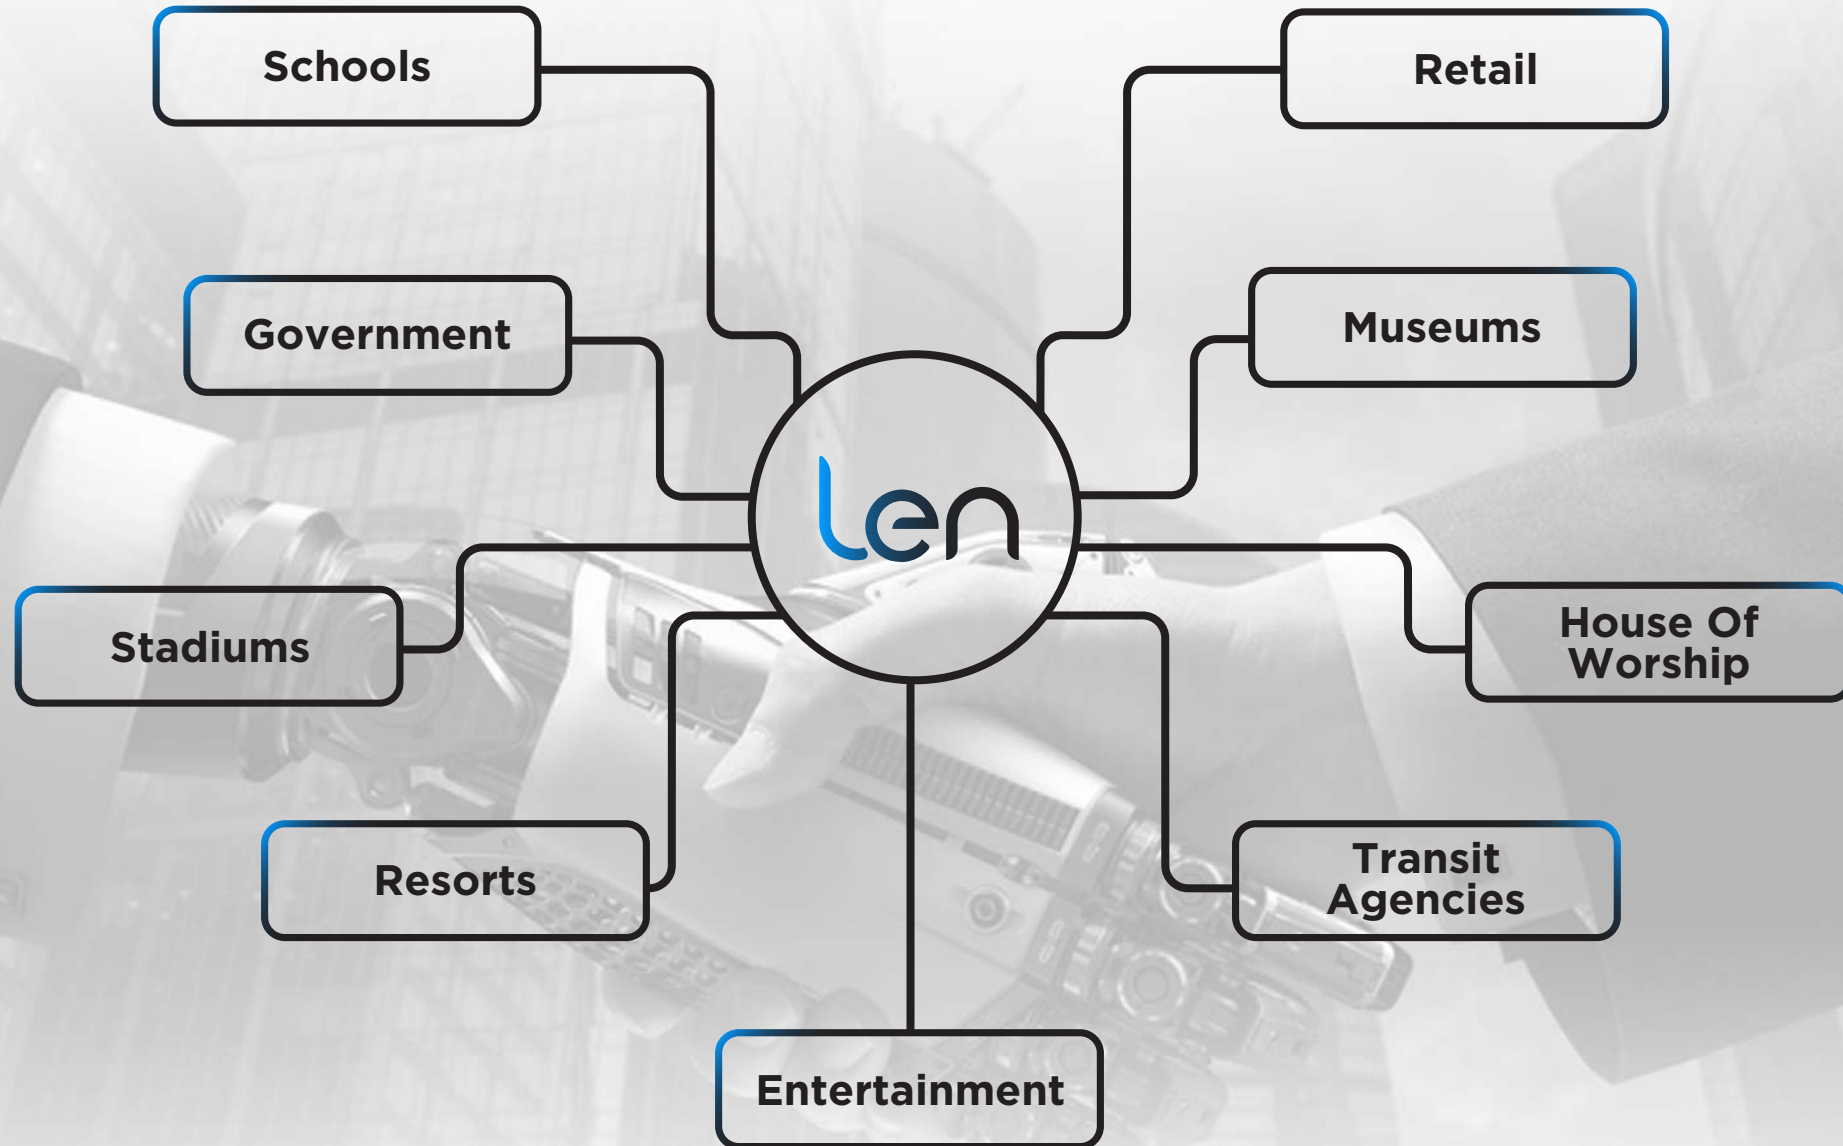 Schools
Retail
Government
Museums
len
Stadiums
House Of
Worship
Resorts
Transit
Agencies
Entertainment